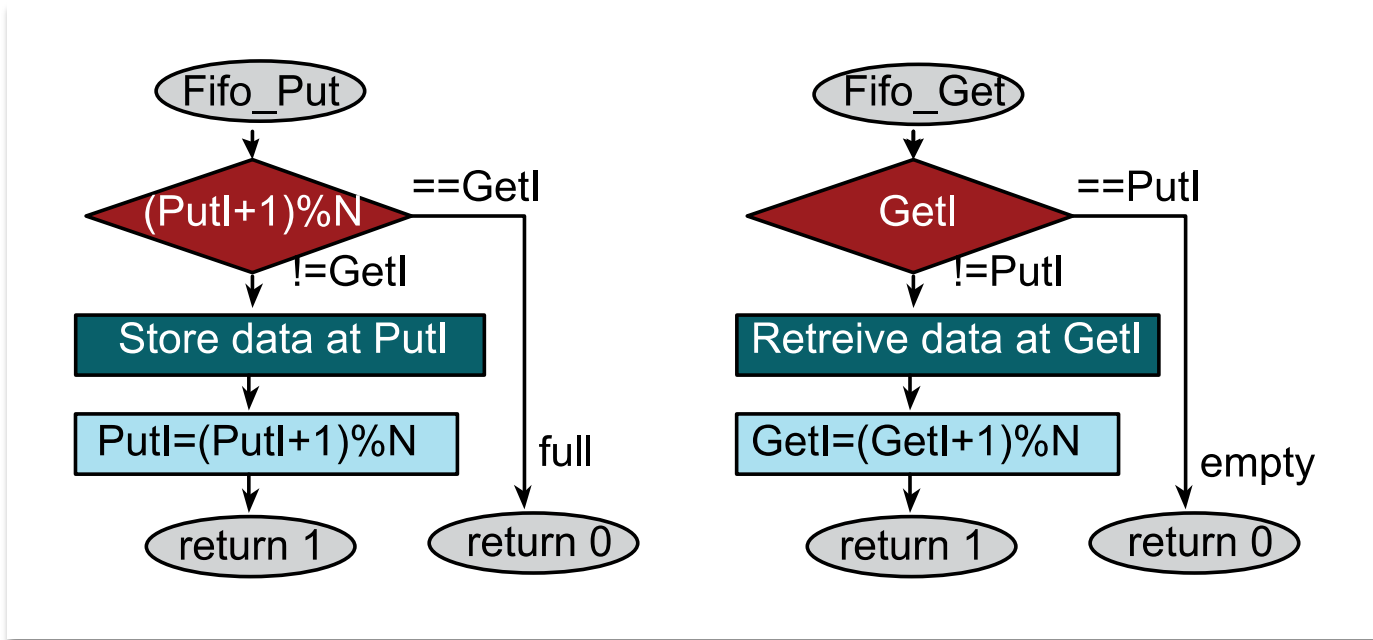 Fifo_Put
(PutI+1)%N
==GetI
!=GetI
Store data at PutI
PutI=(PutI+1)%N
full
return 1
return 0
Fifo_Get
GetI
==PutI
!=PutI
Retreive data at GetI
GetI=(GetI+1)%N
empty
return 1
return 0